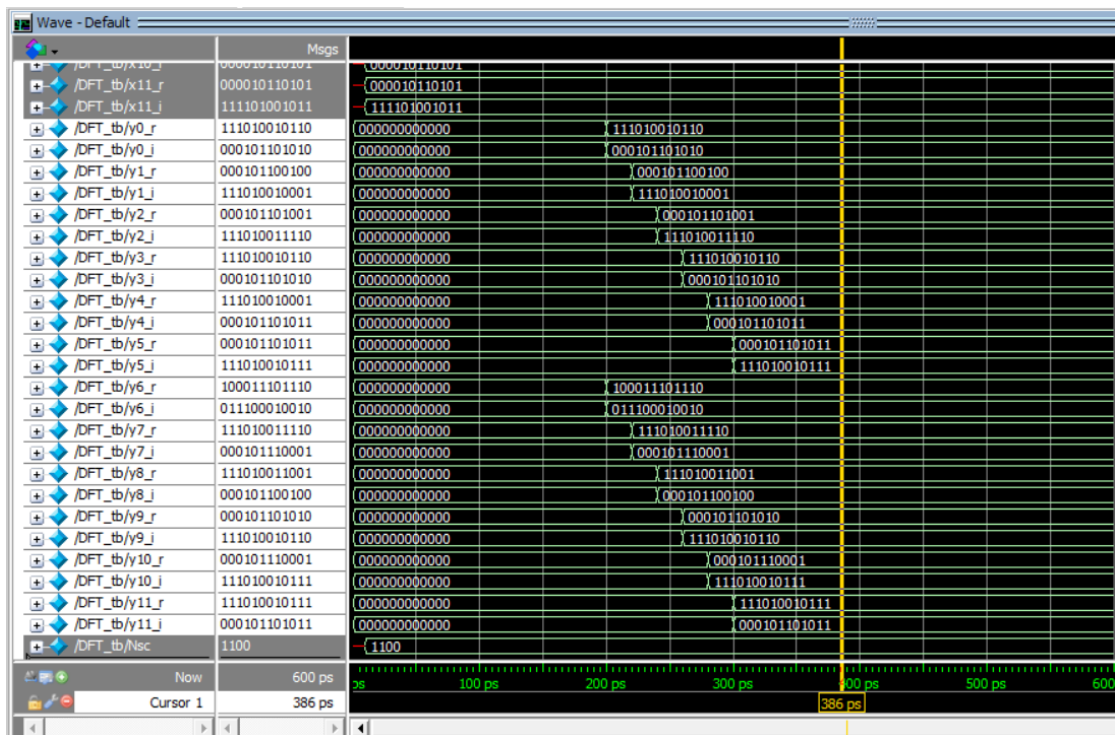 Wave - Default
Msgs
/DFT_tb/x10_r 000010110101 000010110101
/DFT_tb/x11_r 000010110101 000010110101
/DFT_tb/x11_i 111101001011 111101001011
/DFT_tb/y0_r 111010010110 000000000000 111010010110
/DFT_tb/y0_i 000101101010 000000000000 000101101010
/DFT_tb/y1_r 000101100100 000000000000 000101100100
/DFT_tb/y1_i 111010010001 000000000000 111010010001
/DFT_tb/y2_r 000101101001 000000000000 000101101001
/DFT_tb/y2_i 111010011110 000000000000 111010011110
/DFT_tb/y3_r 111010010110 000000000000 111010010110
/DFT_tb/y3_i 000101101010 000000000000 000101101010
/DFT_tb/y4_r 111010010001 000000000000 111010010001
/DFT_tb/y4_i 000101101011 000000000000 000101101011
/DFT_tb/y5_r 000101101011 000000000000 000101101011
/DFT_tb/y5_i 111010010111 000000000000 111010010111
/DFT_tb/y6_r 100011101110 000000000000 100011101110
/DFT_tb/y6_i 011100010010 000000000000 011100010010
/DFT_tb/y7_r 111010011110 000000000000 111010011110
/DFT_tb/y7_i 000101110001 000000000000 000101110001
/DFT_tb/y8_r 111010011001 000000000000 111010011001
/DFT_tb/y8_i 000101100100 000000000000 000101100100
/DFT_tb/y9_r 000101101010 000000000000 000101101010
/DFT_tb/y9_i 111010010110 000000000000 111010010110
/DFT_tb/y10_r 000101110001 000000000000 000101110001
/DFT_tb/y10_i 111010010111 000000000000 111010010111
/DFT_tb/y11_r 111010010111 000000000000 111010010111
/DFT_tb/y11_i 000101101011 000000000000 000101101011
/DFT_tb/Nsc 1100 1100
Now 600 ps ps 100 ps 200 ps 300 ps 400 ps 500 ps 600
Cursor 1 386 ps 386 ps